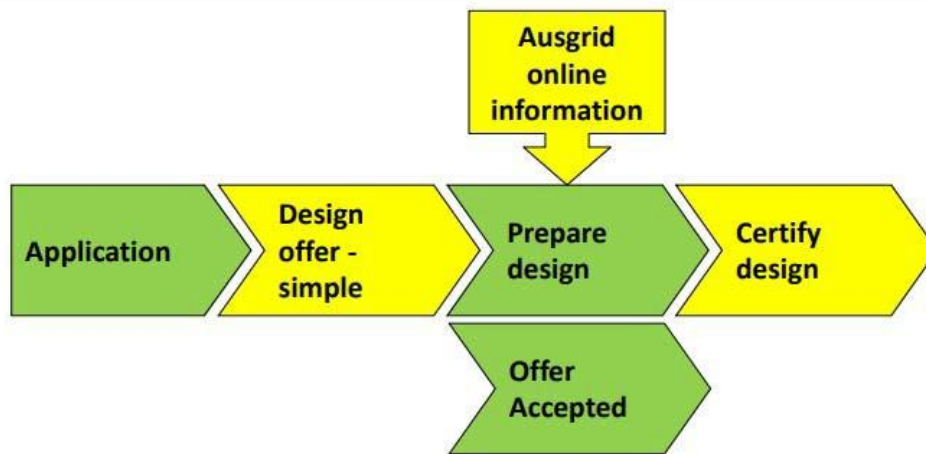 Ausgrid
online
information
Application
Design
offer -
simple
Prepare
design
Certify
design
Offer
Accepted